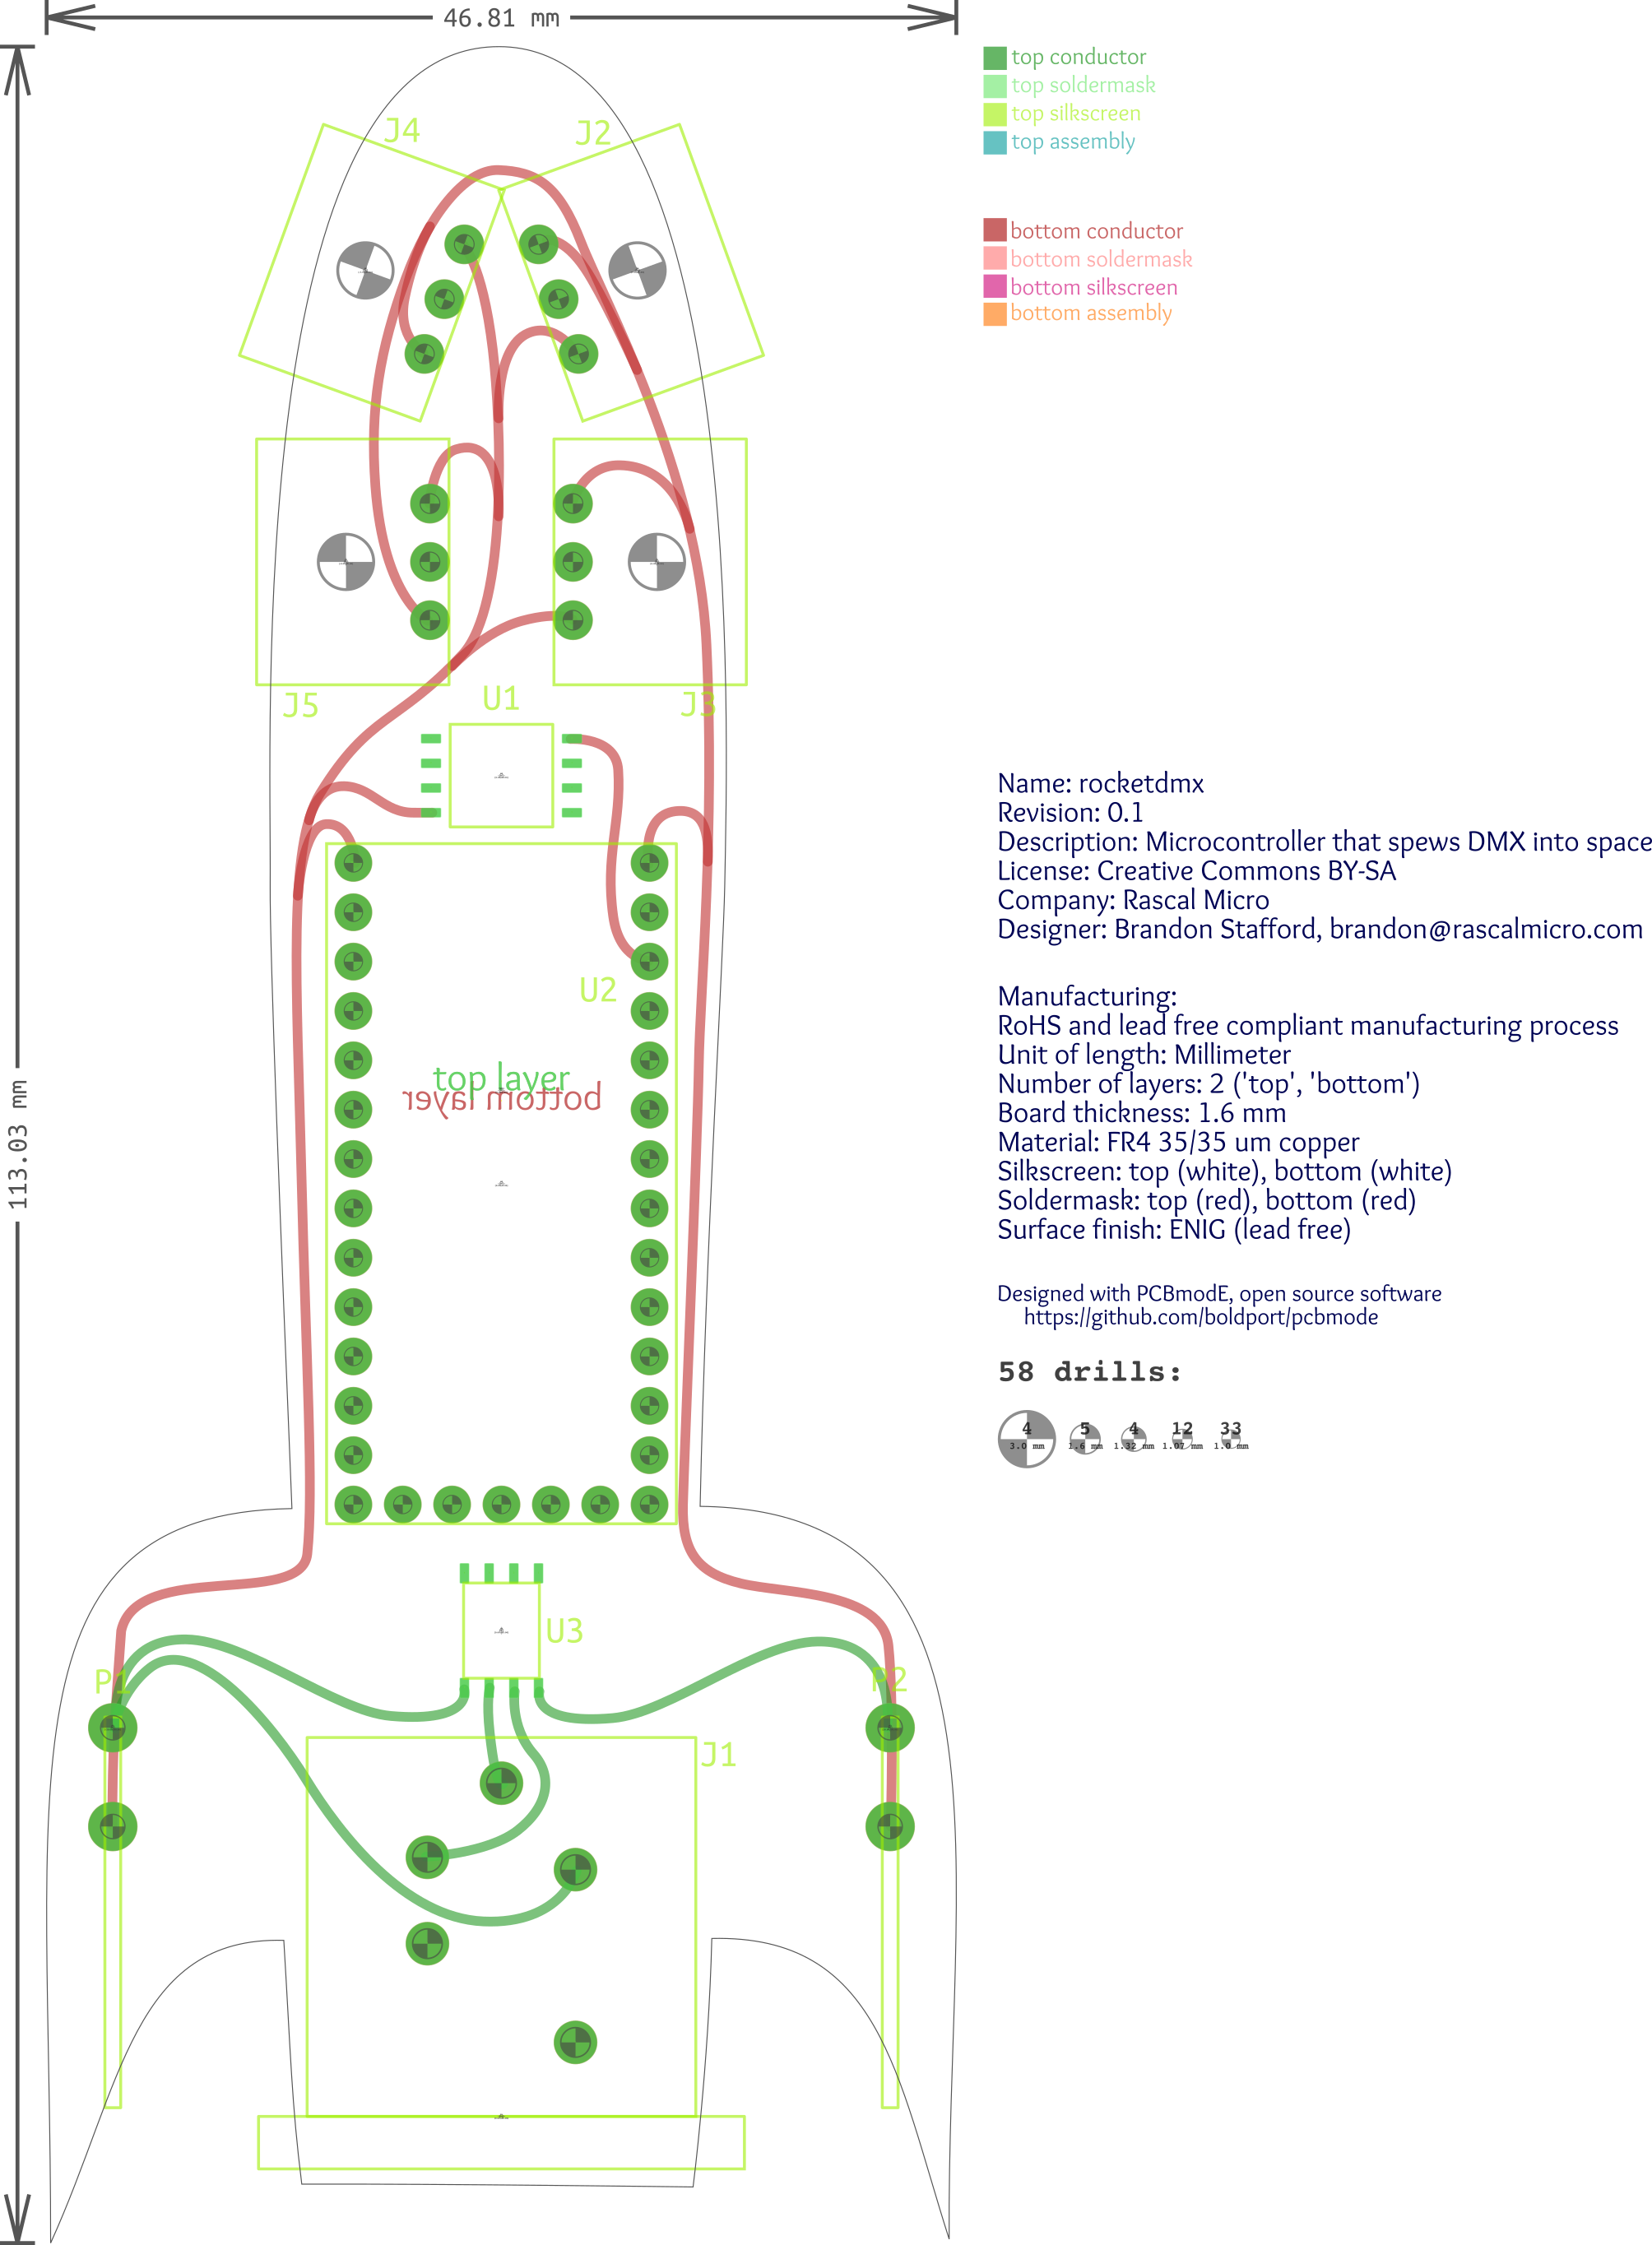 46.81 mm
113.03 mm
top conductor
top soldermask
top silkscreen
top assembly
bottom conductor
bottom soldermask
bottom silkscreen
bottom assembly
J4
J2
J5
J3
U1
U2
top layer
bottom layer
U3
P1
P2
J1
Name: rocketdmx
Revision: 0.1
Description: Microcontroller that spews DMX into space
License: Creative Commons BY-SA
Company: Rascal Micro
Designer: Brandon Stafford, brandon@rascalmicro.com
Manufacturing:
RoHS and lead free compliant manufacturing process
Unit of length: Millimeter
Number of layers: 2 ('top', 'bottom')
Board thickness: 1.6 mm
Material: FR4 35/35 um copper
Silkscreen: top (white), bottom (white)
Soldermask: top (red), bottom (red)
Surface finish: ENIG (lead free)
Designed with PCBmodE, open source software
https://github.com/boldport/pcbmode
58 drills:
4 5 4 12 33
3.0 mm 1.6 mm 1.32 mm 1.07 mm 1.0 mm